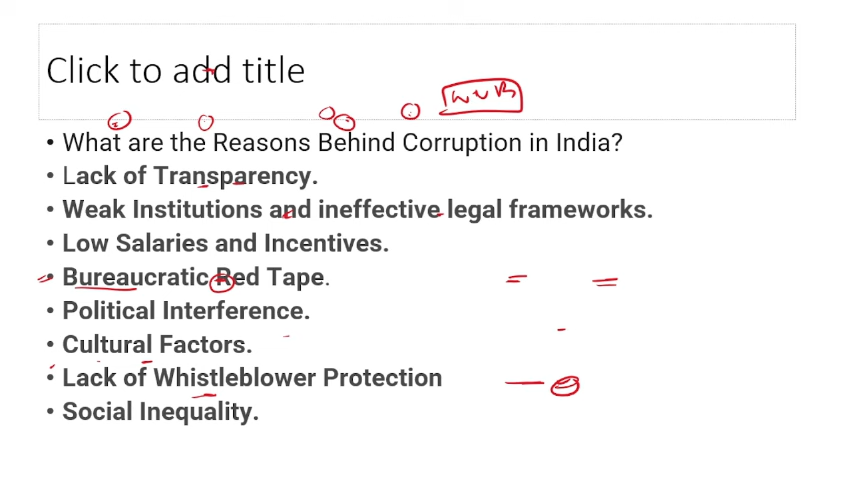 Click to add title
• What are the Reasons Behind Corruption in India?
• Lack of Transparency.
• Weak Institutions and ineffective legal frameworks.
• Low Salaries and Incentives.
• Bureaucratic Red Tape.
• Political Interference.
• Cultural Factors.
• Lack of Whistleblower Protection
• Social Inequality.